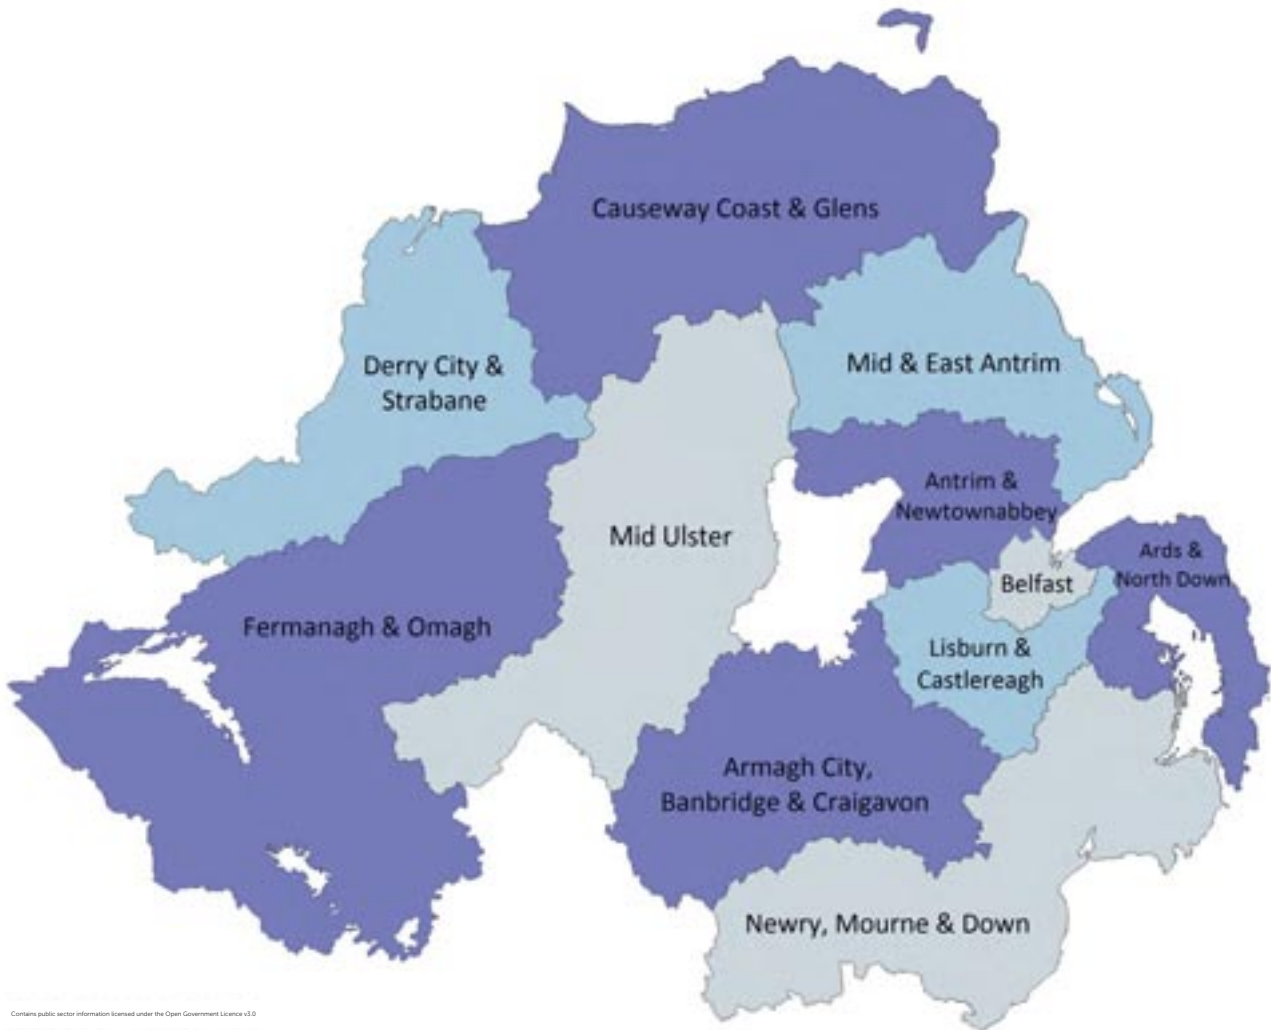 Causeway Coast & Glens
Derry City &
Strabane
Mid & East Antrim
Antrim &
Newtownabbey
Mid Ulster
Ards &
North Down
Belfast
Fermanagh & Omagh
Lisburn &
Castlereagh
Armagh City,
Banbridge & Craigavon
Newry, Mourne & Down
Contains public sector information licensed under the Open Government Licence v3.0